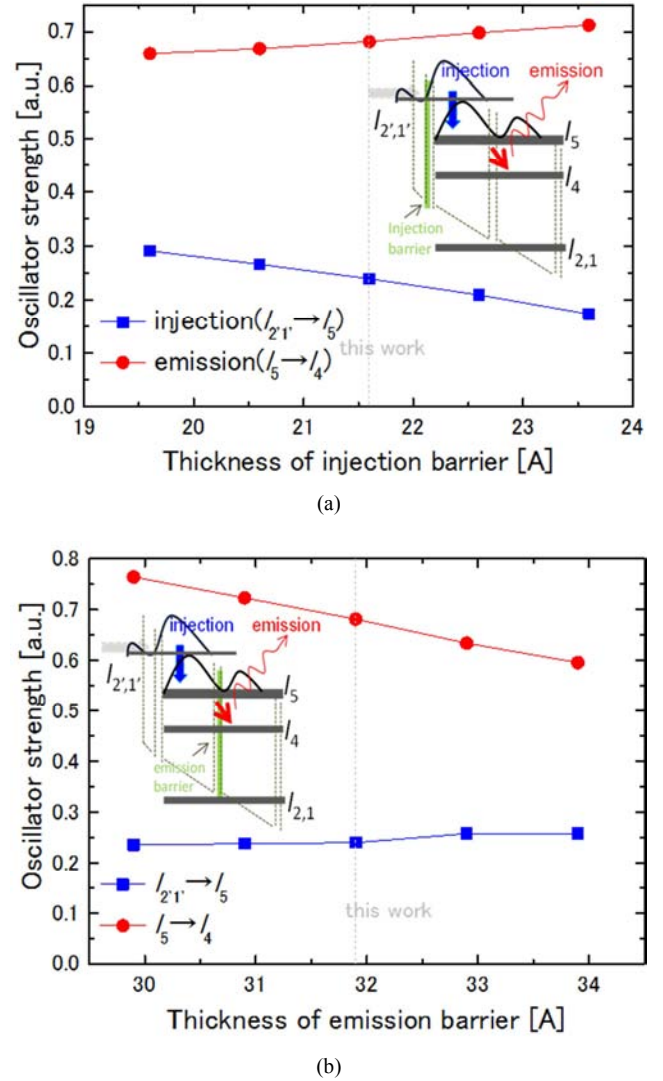 0.7
0.6
0.5
0.4
0.3
0.2
0.1
0.0
Oscillator strength [a.u.]
injection
emission
l2',1'
l5
l4
l2,1
Injection
barrier
injection(l2'1'→l5)
emission(l5→l4)
this work
19 20 21 22 23 24
Thickness of injection barrier [A]
(a)
0.8
0.7
0.6
0.5
0.4
0.3
0.2
0.1
0.0
Oscillator strength [a.u.]
injection
emission
l2',1'
l5
l4
emission
barrier
l2,1
l2'1'→l5
l5→l4
this work
30 31 32 33 34
Thickness of emission barrier [A]
(b)